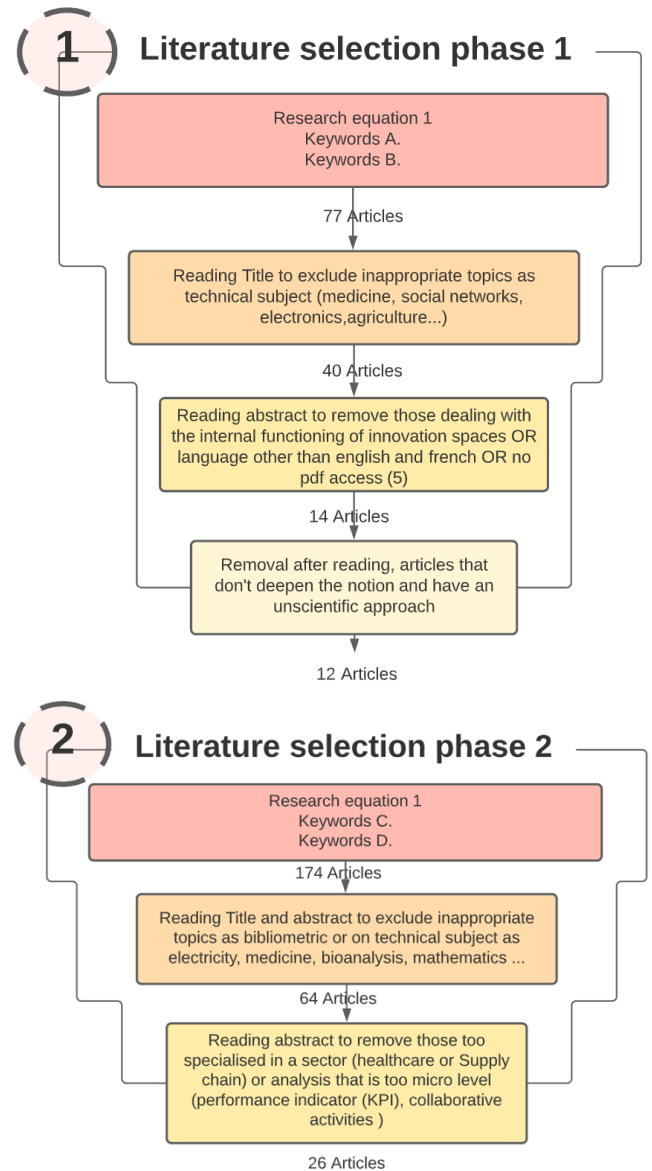 1
Literature selection phase 1
Research equation 1
Keywords A.
Keywords B.
77 Articles
Reading Title to exclude inappropriate topics as
technical subject (medicine, social networks,
electronics,agriculture...)
40 Articles
Reading abstract to remove those dealing with
the internal functioning of innovation spaces OR
language other than english and french OR no
pdf access (5)
14 Articles
Removal after reading, articles that
don't deepen the notion and have an
unscientific approach
12 Articles
2
Literature selection phase 2
Research equation 1
Keywords C.
Keywords D.
174 Articles
Reading Title and abstract to exclude inappropriate
topics as bibliometric or on technical subject as
electricity, medicine, bioanalysis, mathematics ...
64 Articles
Reading abstract to remove those too
specialised in a sector (healthcare or Supply
chain) or analysis that is too micro level
(performance indicator (KPI), collaborative
activities )
26 Articles